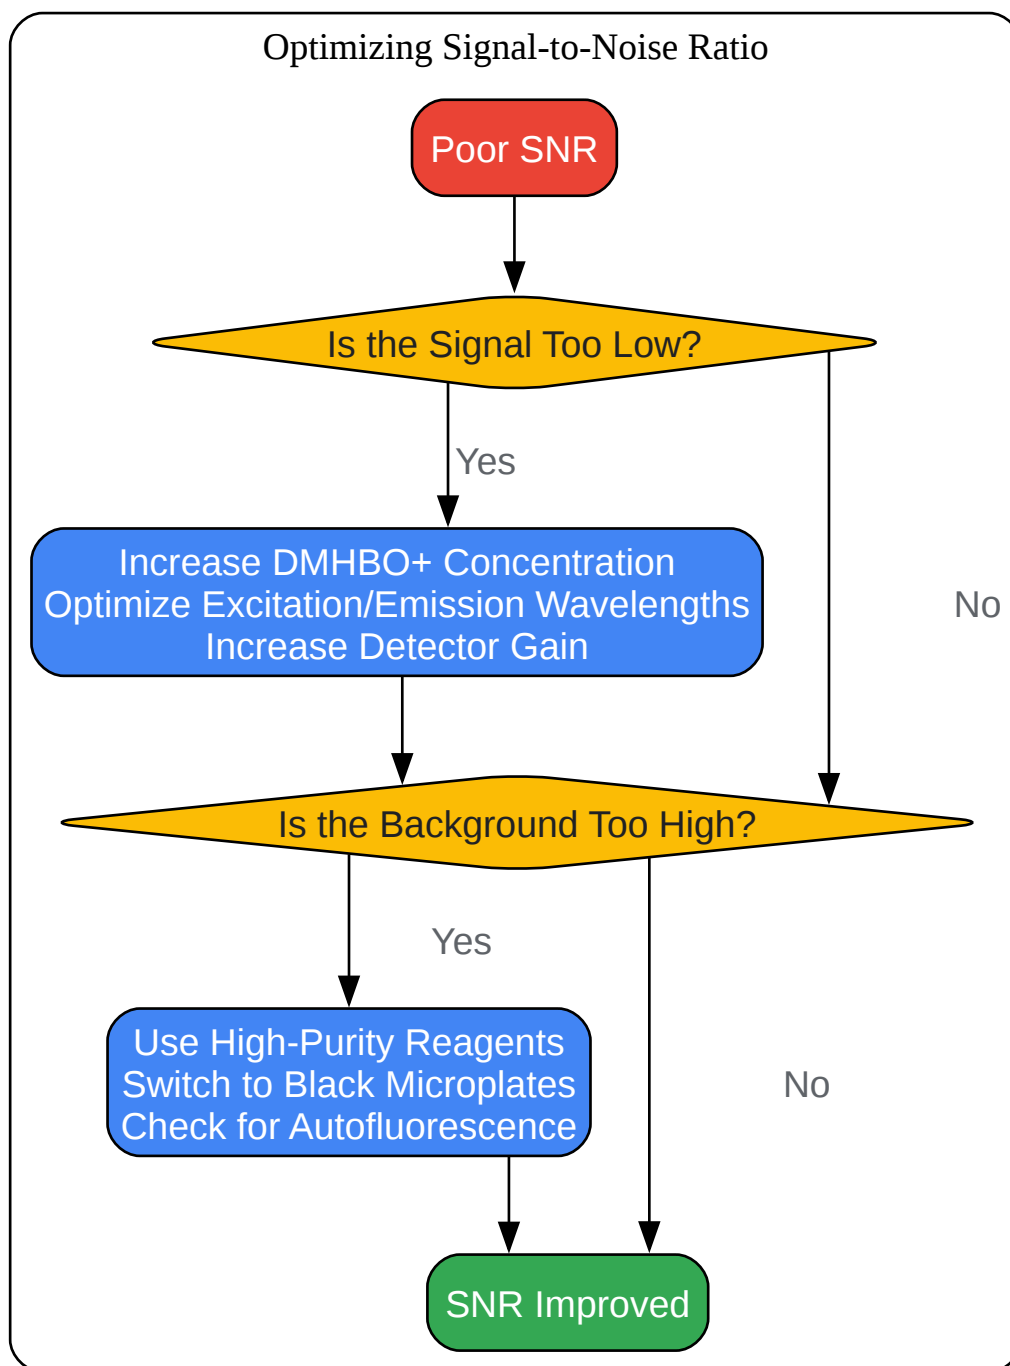 Optimizing Signal-to-Noise Ratio
Poor SNR
Is the Signal Too Low?
Yes
Increase DMHBO+ Concentration
Optimize Excitation/Emission Wavelengths
Increase Detector Gain
No
Is the Background Too High?
Yes
Use High-Purity Reagents
Switch to Black Microplates
Check for Autofluorescence
No
SNR Improved